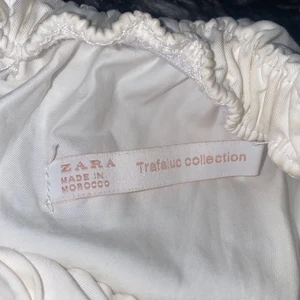 ZARA
MADE IN
MOROCCO
Trafaluc collection